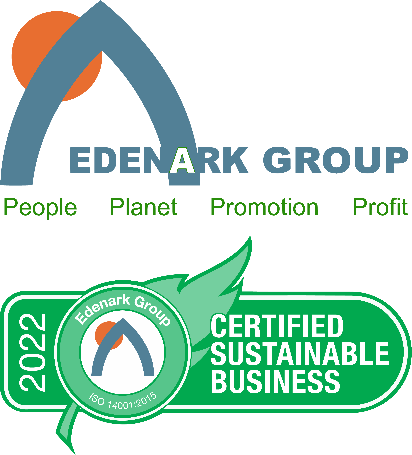 EDENARK GROUP
People Planet Promotion Profit
2022
Edenark Group
ISO 14001:2015
CERTIFIED
SUSTAINABLE
BUSINESS